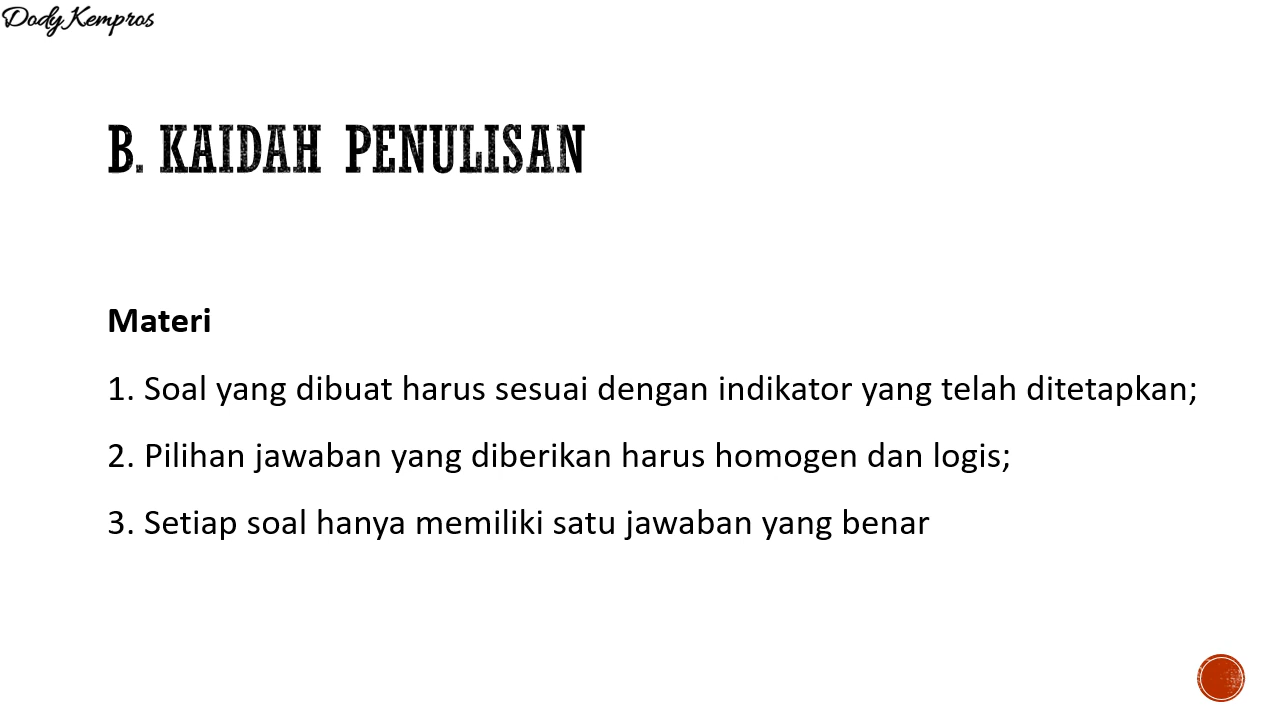 Dody Kempros
B. KAIDAH PENULISAN
Materi
1. Soal yang dibuat harus sesuai dengan indikator yang telah ditetapkan;
2. Pilihan jawaban yang diberikan harus homogen dan logis;
3. Setiap soal hanya memiliki satu jawaban yang benar